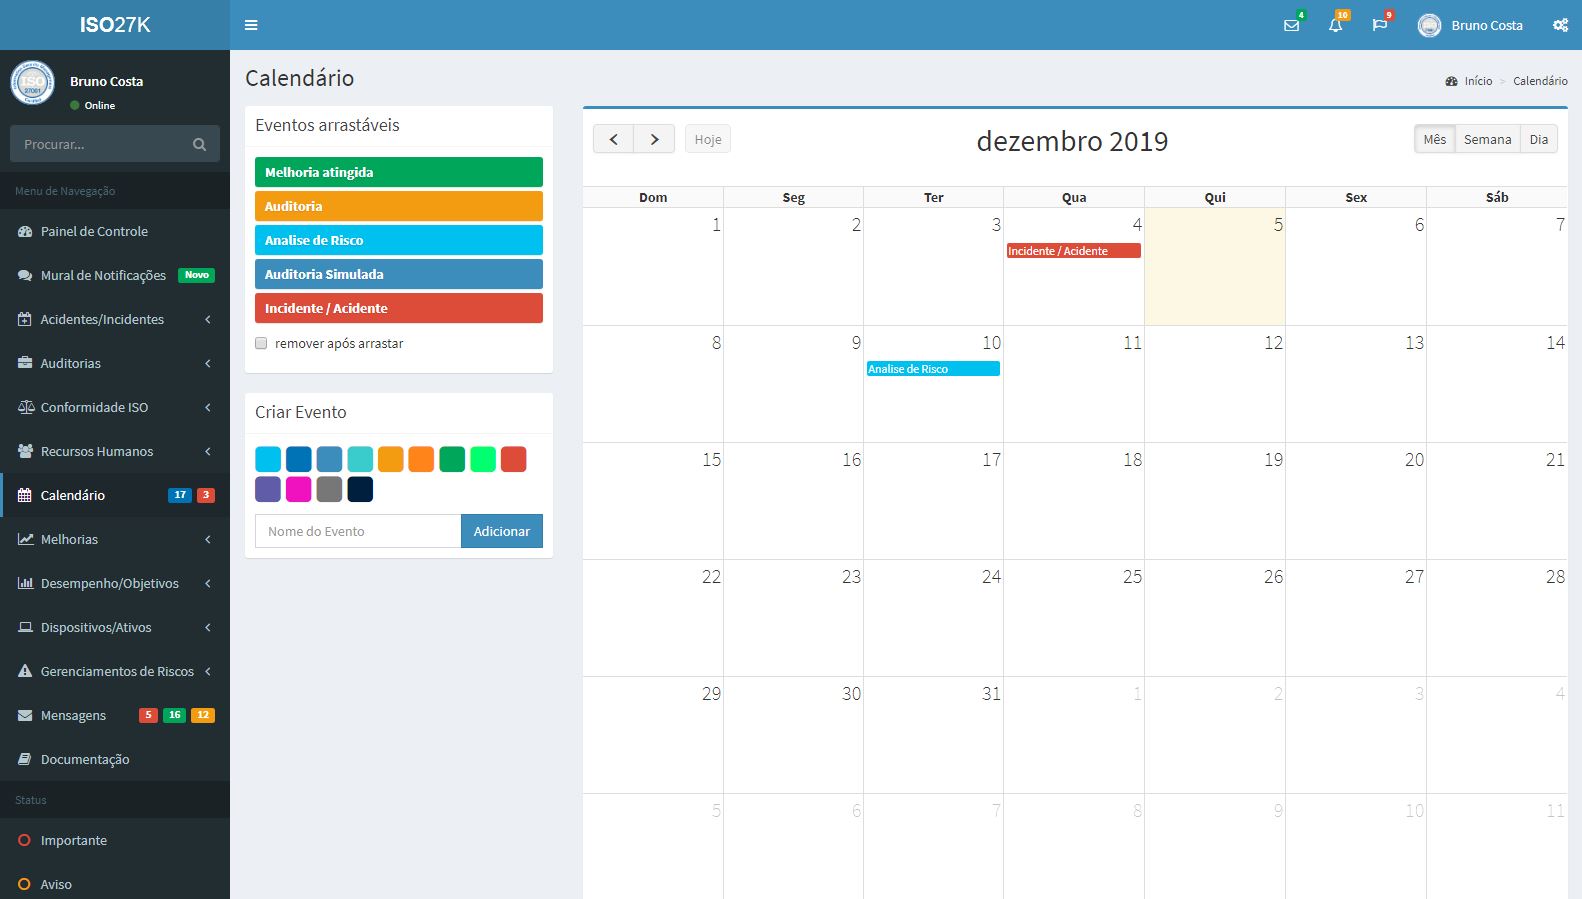 ISO27K
4
10
9
Bruno Costa
ISO
27001
Bruno Costa
Online
Procurar...
Menu de Navegação
Painel de Controle
Mural de Notificações Novo
Acidentes/Incidentes
Auditorias
Conformidade ISO
Recursos Humanos
Calendário 17 3
Melhorias
Desempenho/Objetivos
Dispositivos/Ativos
Gerenciamentos de Riscos
Mensagens 5 16 12
Documentação
Status
Importante
Aviso
Calendário
Início > Calendário
Eventos arrastáveis
Melhoria atingida
Auditoria
Analise de Risco
Auditoria Simulada
Incidente / Acidente
remover após arrastar
Criar Evento
Nome do Evento Adicionar
Hoje
dezembro 2019
Mês Semana Dia
Dom Seg Ter Qua Qui Sex Sáb
1 2 3 4 5 6 7
Incidente / Acidente
8 9 10 11 12 13 14
Analise de Risco
15 16 17 18 19 20 21
22 23 24 25 26 27 28
29 30 31 1 2 3 4
5 6 7 8 9 10 11